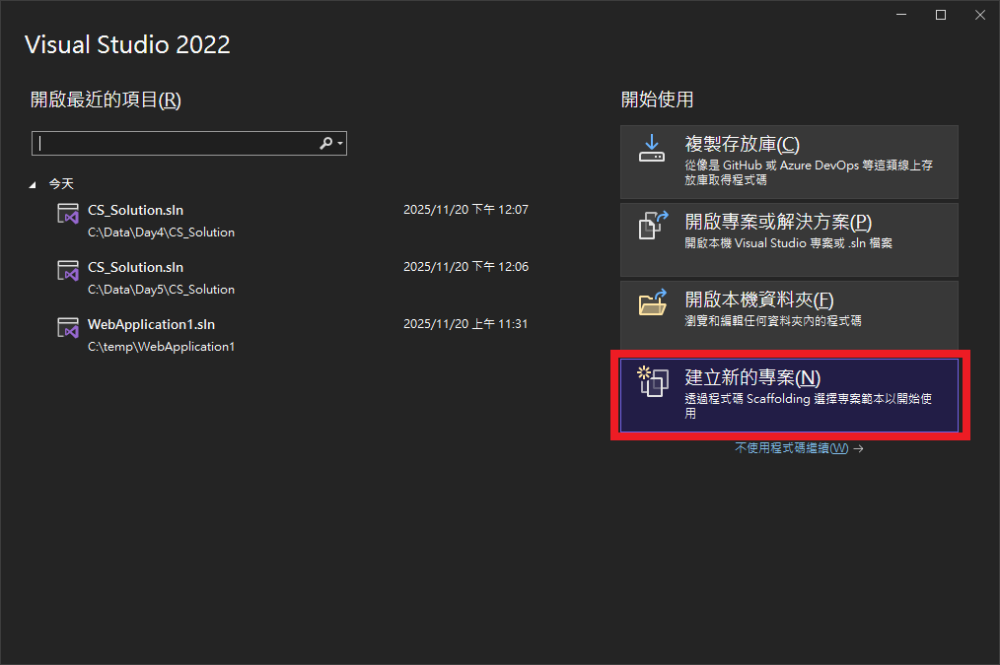 Visual Studio 2022
開啟最近的項目(R)
今天
CS_Solution.sln
2025/11/20 下午 12:07
C:\Data\Day4\CS_Solution
CS_Solution.sln
2025/11/20 下午 12:06
C:\Data\Day5\CS_Solution
WebApplication1.sln
2025/11/20 上午 11:31
C:\temp\WebApplication1
開始使用
複製存放庫(C)
從像是 GitHub 或 Azure DevOps 等這類線上存
放庫取得程式碼
開啟專案或解決方案(P)
開啟本機 Visual Studio 專案或 .sln 檔案
開啟本機資料夾(F)
瀏覽和編輯任何資料夾內的程式碼
建立新的專案(N)
透過程式碼 Scaffolding 選擇專案範本以開始使
用
不使用程式碼繼續(W) →